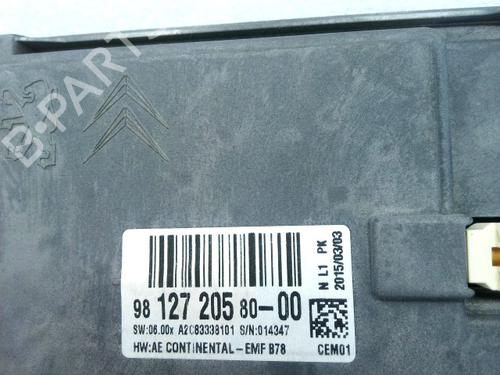 B-PARTS
98 127 205 80-00
SW:06.00x A2C83338101 S/N:014347
HW:AE CONTINENTAL-EMF B78
CEM01
N L1 PK
2015/03/03